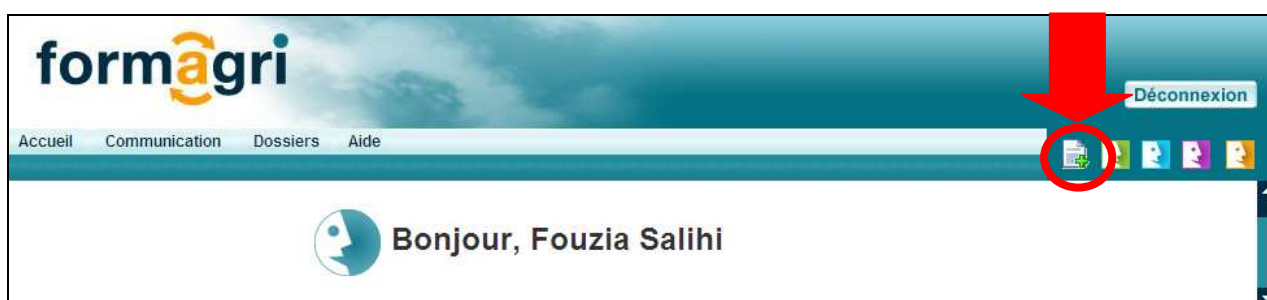 formagri
Déconnexion
Accueil Communication Dossiers Aide
Bonjour, Fouzia Salihi